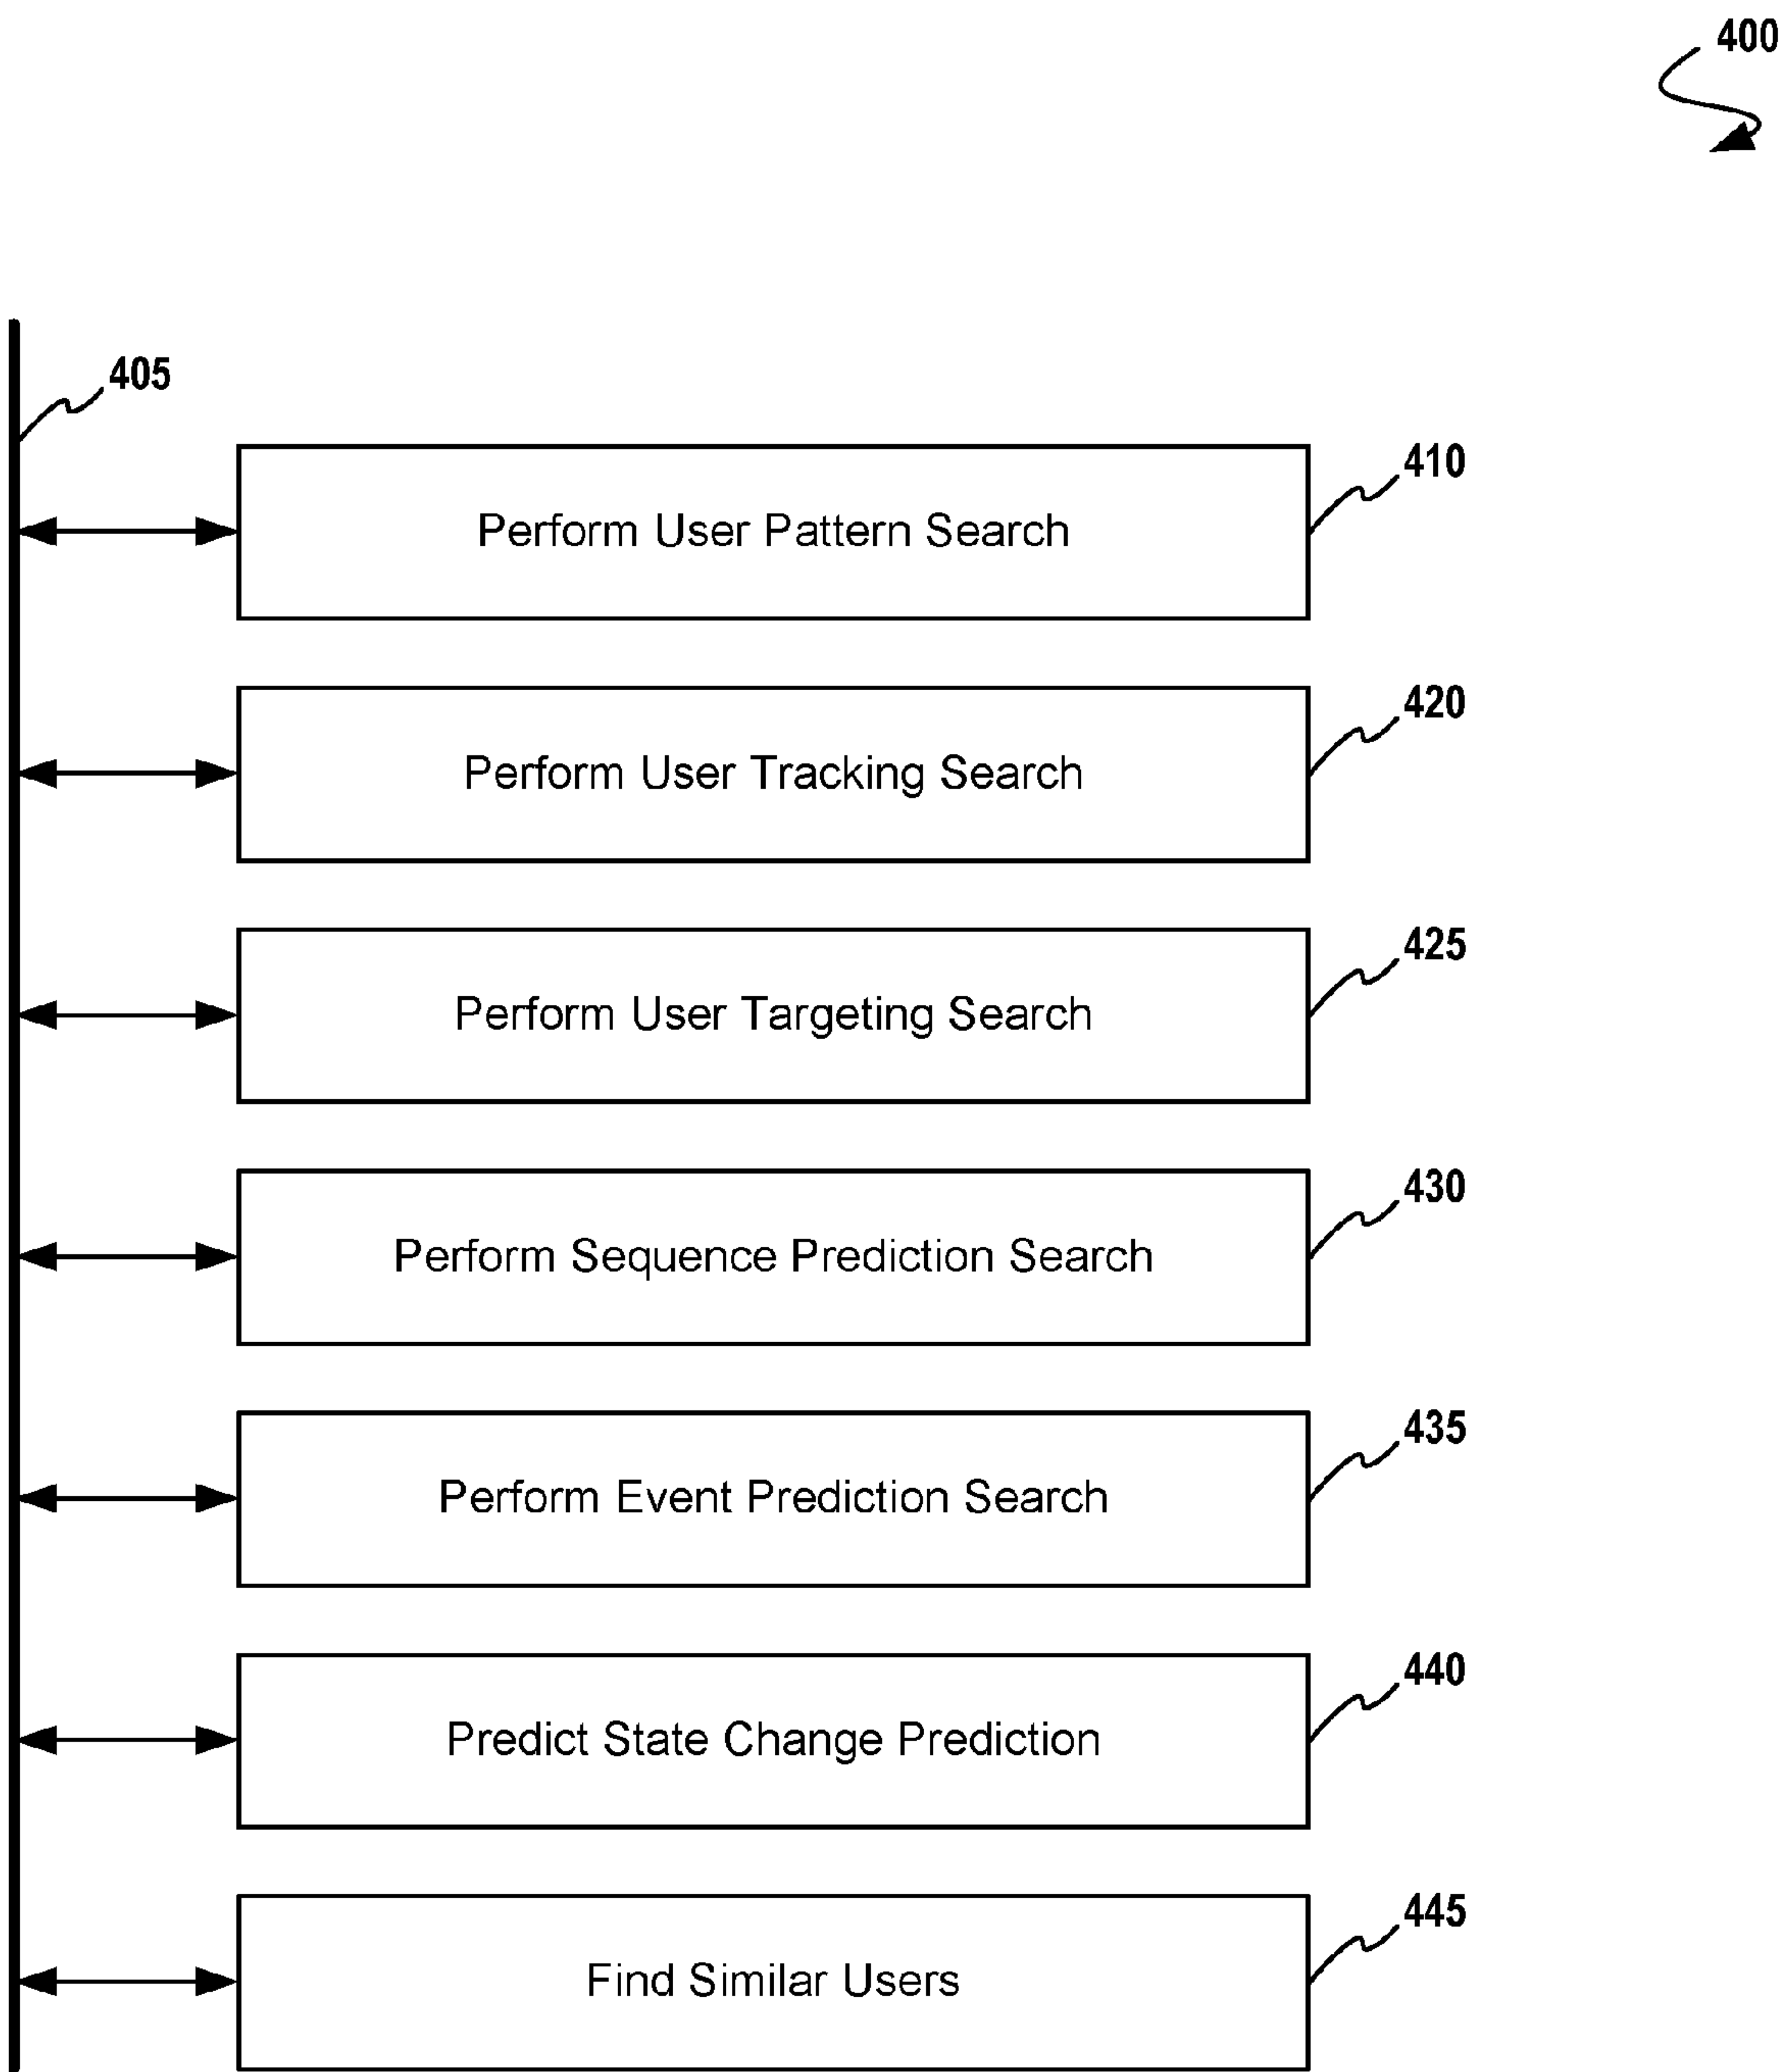 400
405
410
Perform User Pattern Search
420
Perform User Tracking Search
425
Perform User Targeting Search
430
Perform Sequence Prediction Search
435
Perform Event Prediction Search
440
Predict State Change Prediction
445
Find Similar Users